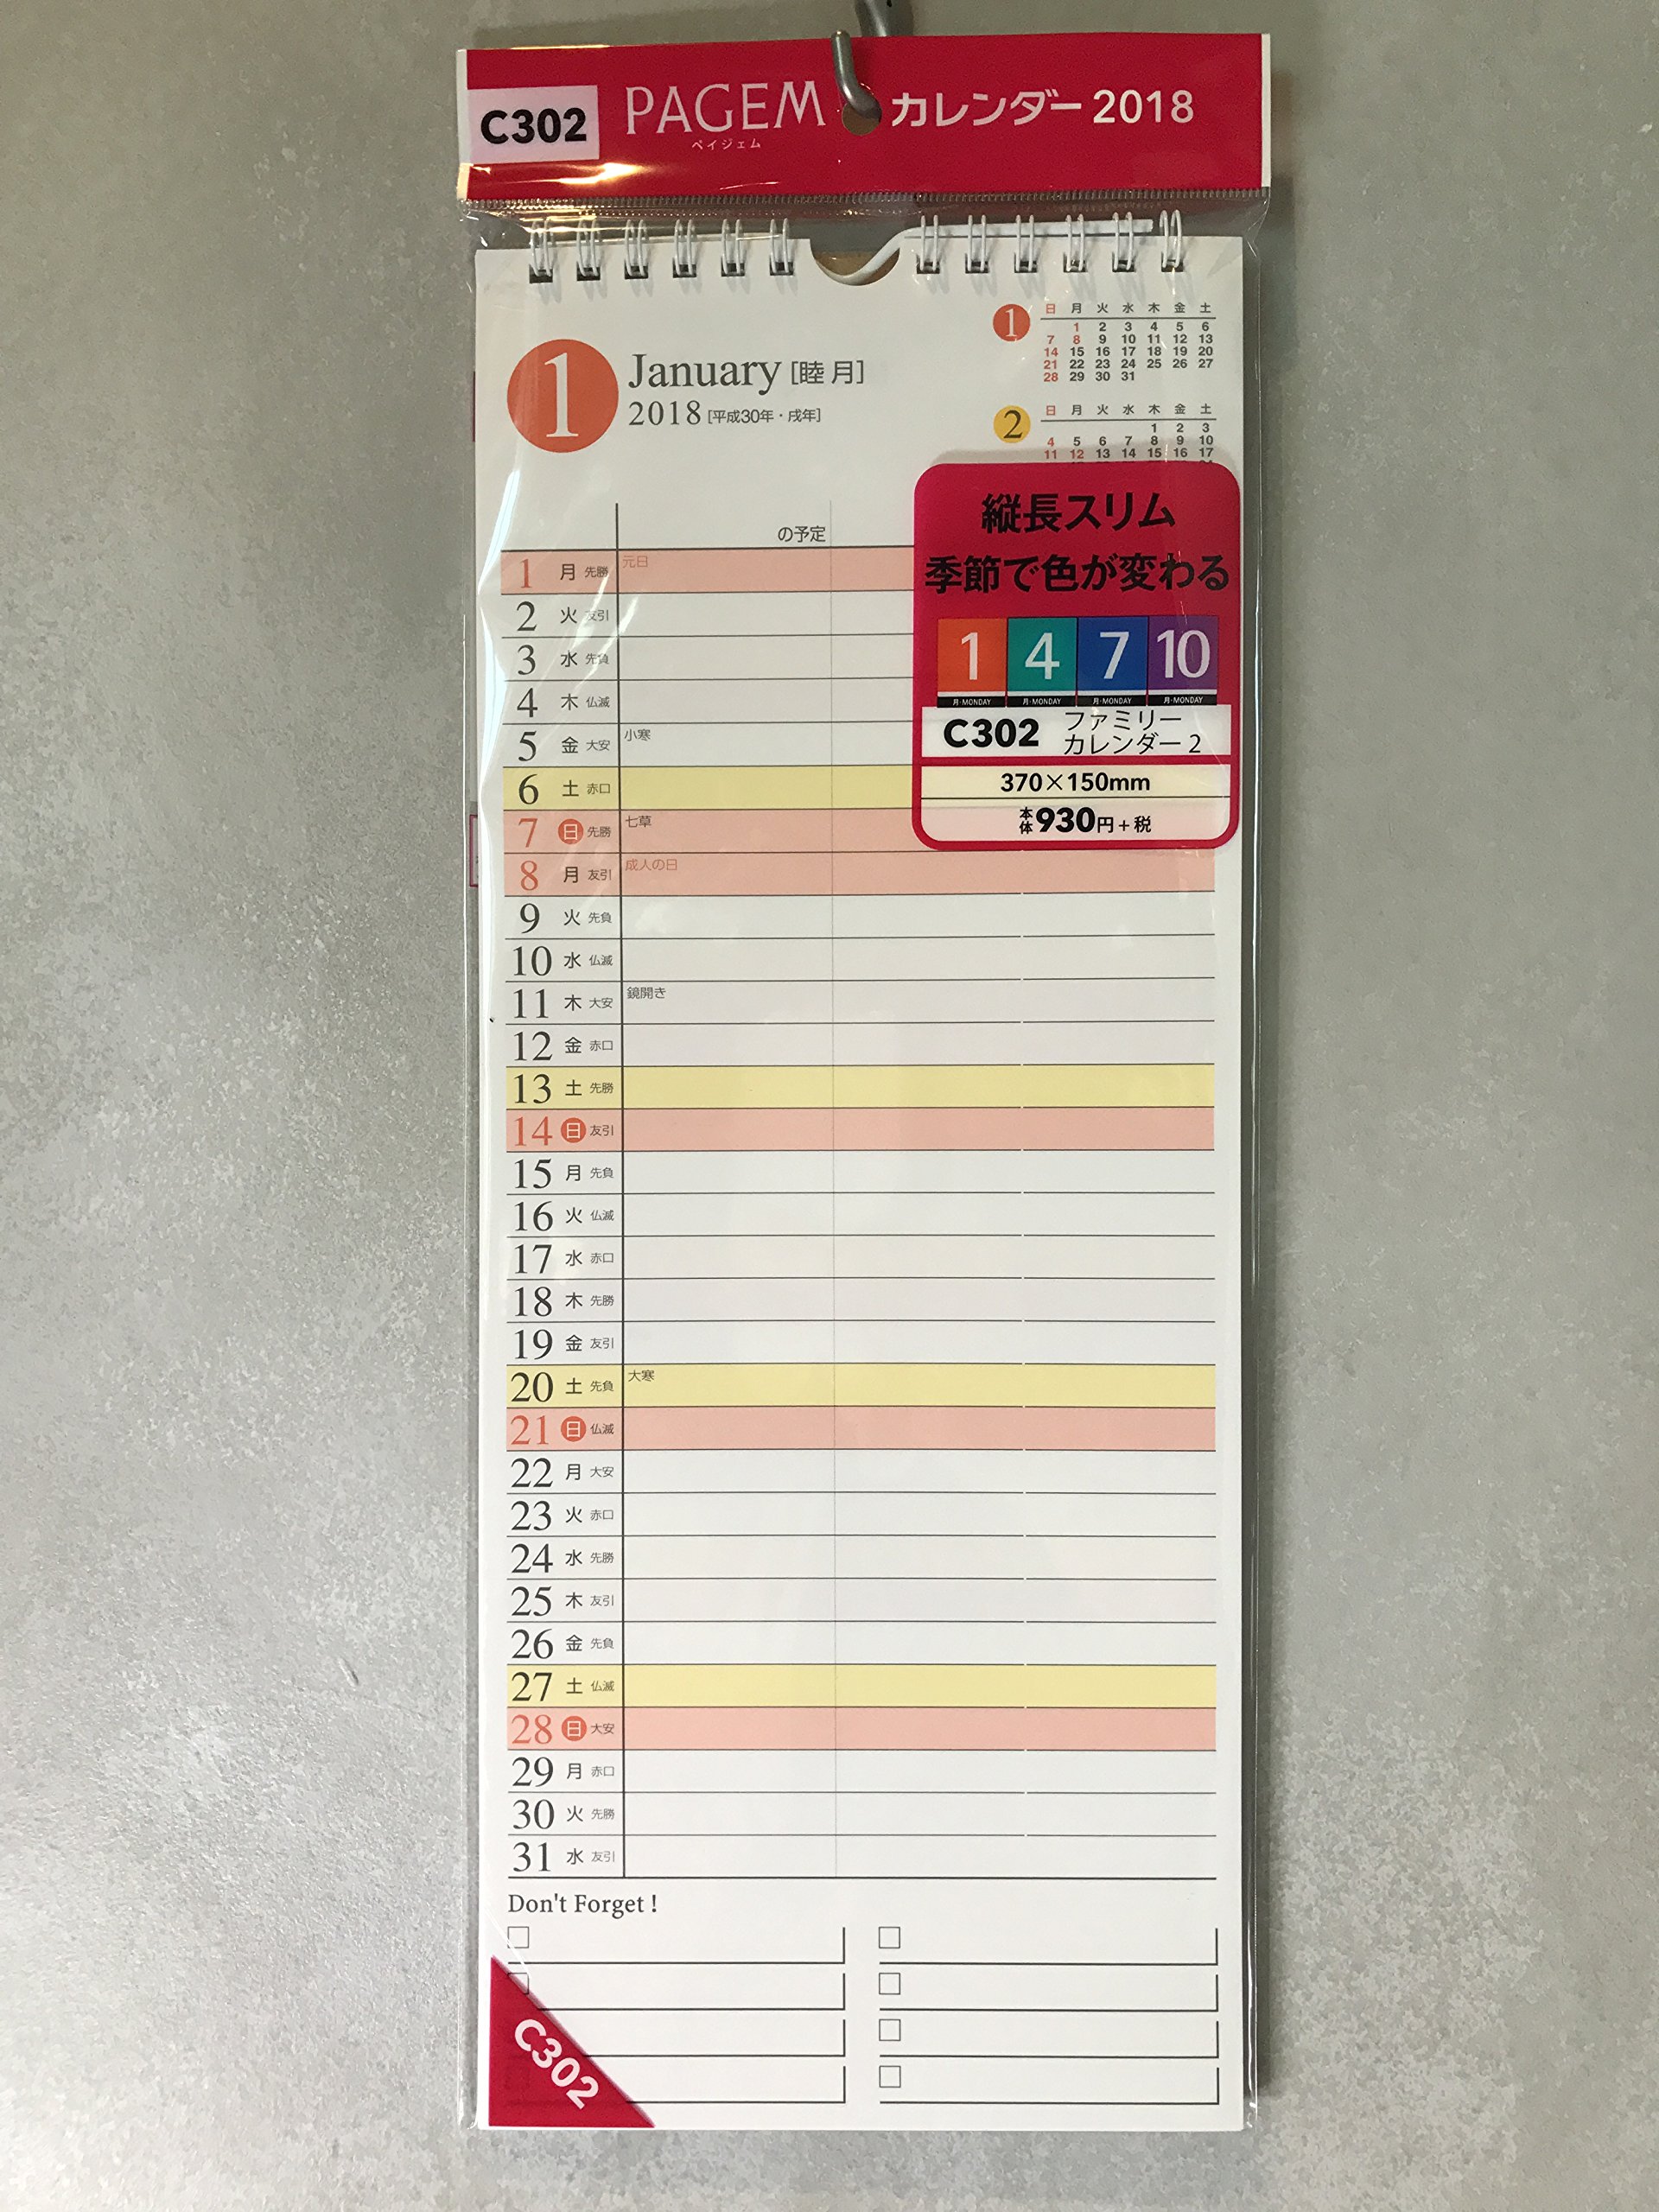 C302 PAGEM カレンダー 2018
ペイジェム
1 January [睦月]
2018 [平成30年・戌年]
1 日 月 火 水 木 金 土
1 2 3 4 5 6
7 8 9 10 11 12 13
14 15 16 17 18 19 20
21 22 23 24 25 26 27
28 29 30 31
2 日 月 火 水 木 金 土
1 2 3
4 5 6 7 8 9 10
11 12 13 14 15 16 17
縦長スリム
季節で色が変わる
1 4 7 10
月・MONDAY 月・MONDAY 月・MONDAY 月・MONDAY
C302 ファミリー
カレンダー 2
370×150mm
本体930円+税
の予定
1 月 先勝 元日
2 火 友引
3 水 先負
4 木 仏滅
5 金 大安 小寒
6 土 赤口
7 日 先勝 七草
8 月 友引 成人の日
9 火 先負
10 水 仏滅
11 木 大安 鏡開き
12 金 赤口
13 土 先勝
14 日 友引
15 月 先負
16 火 仏滅
17 水 赤口
18 木 先勝
19 金 友引
20 土 先負 大寒
21 日 仏滅
22 月 大安
23 火 赤口
24 水 先勝
25 木 友引
26 金 先負
27 土 仏滅
28 日 大安
29 月 赤口
30 火 先勝
31 水 友引
Don't Forget !
C302